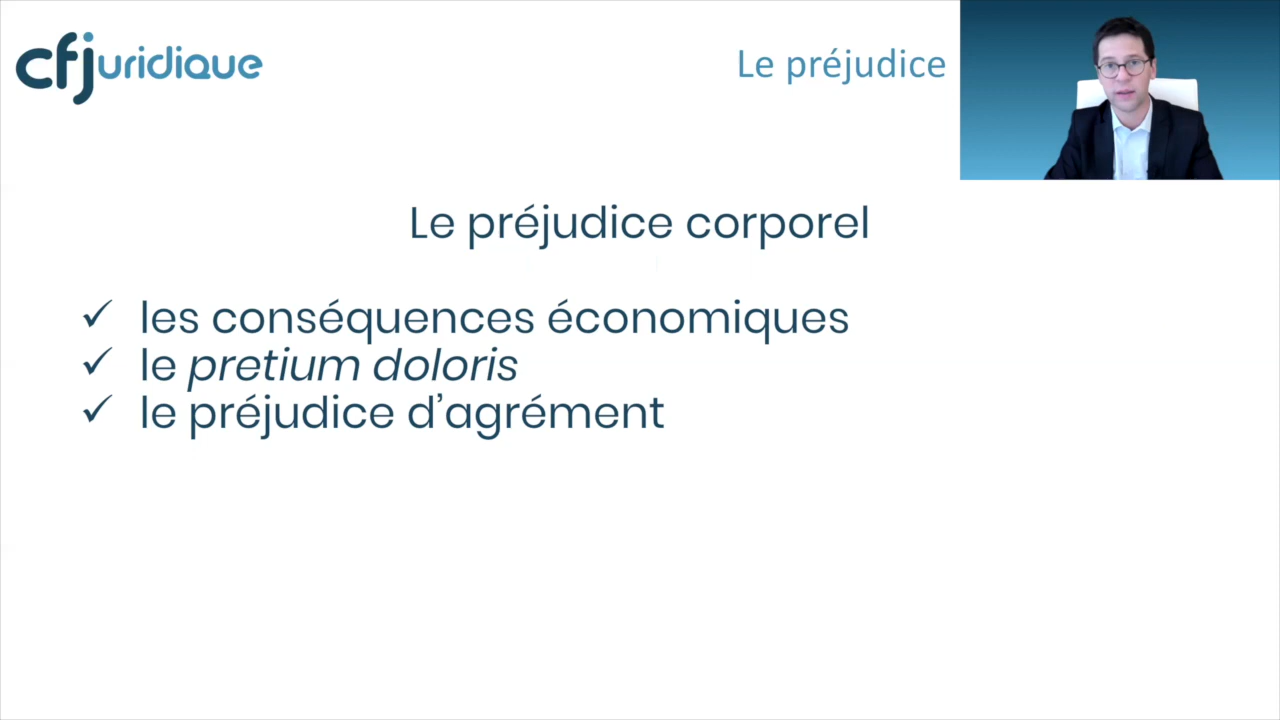 cfjuridique
Le préjudice
Le préjudice corporel
✓ les conséquences économiques
✓ le pretium doloris
✓ le préjudice d’agrément